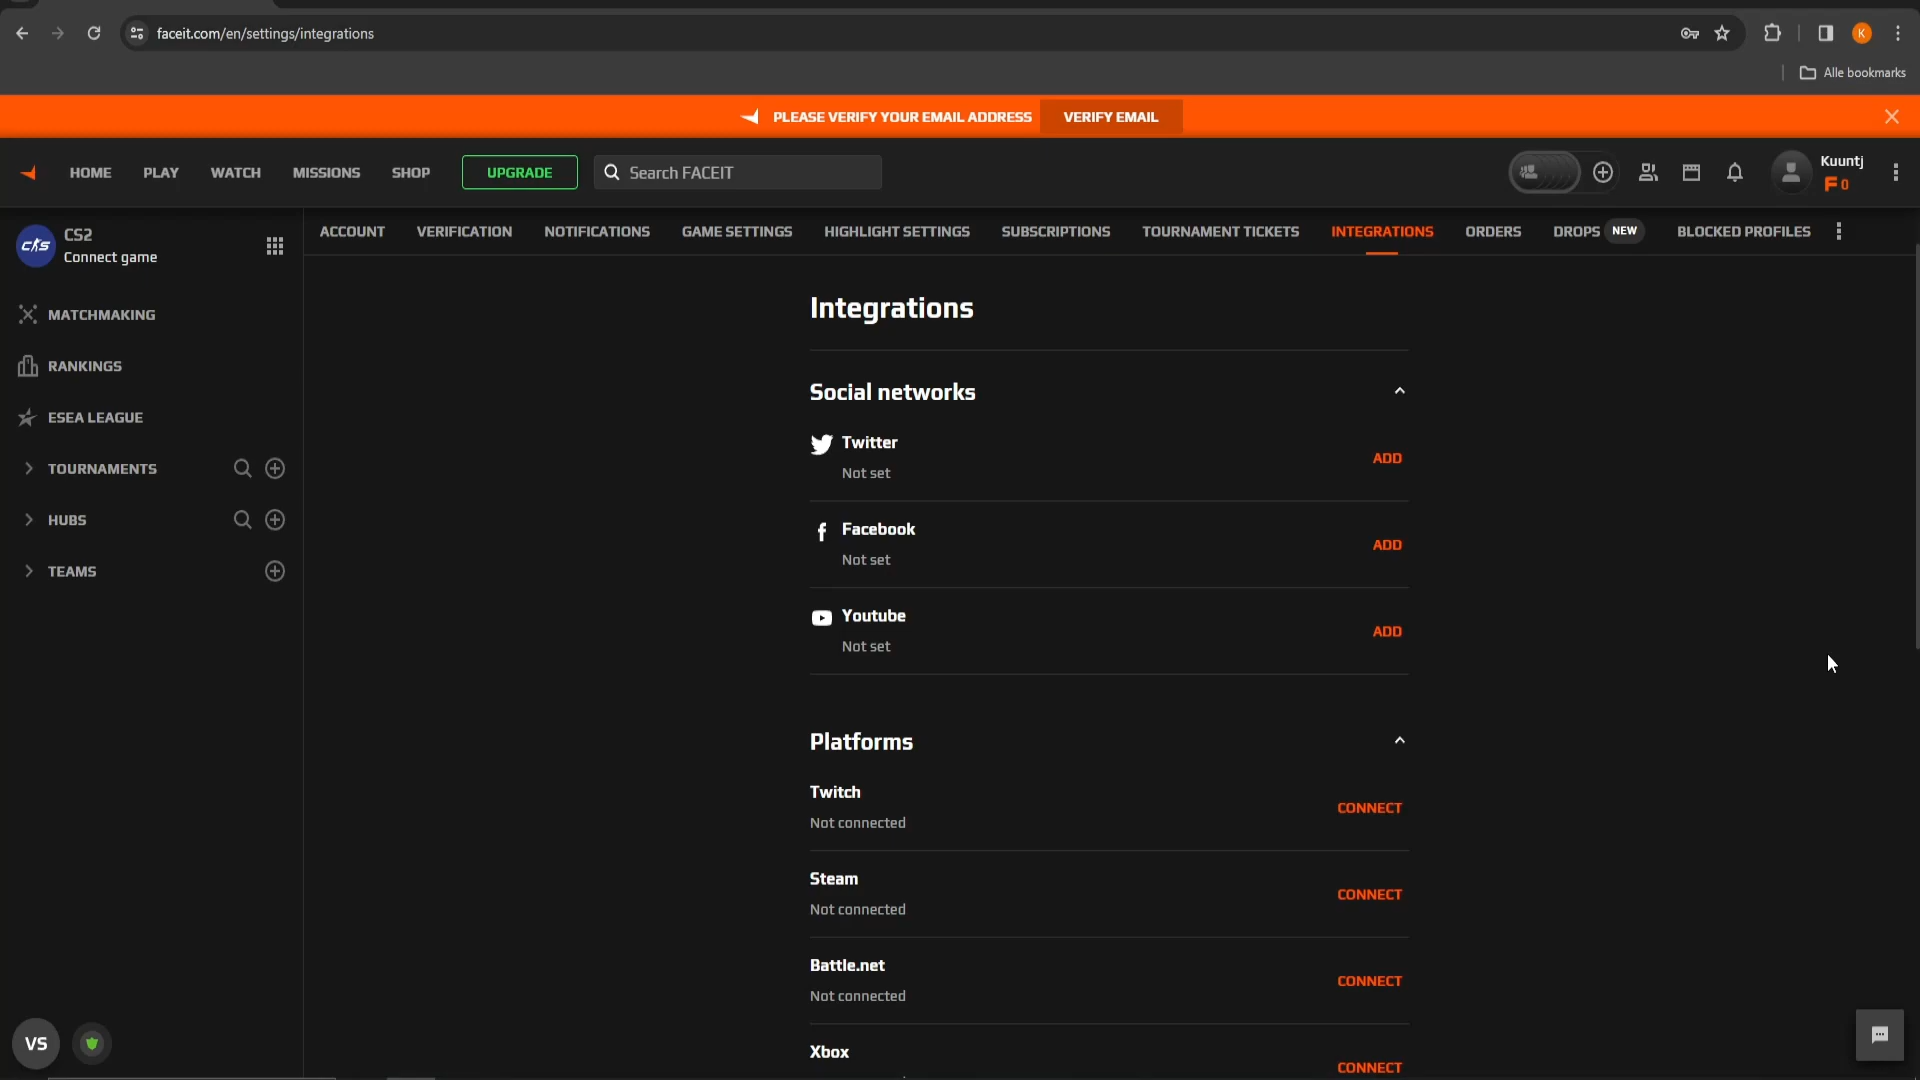 faceit.com/en/settings/integrations
K
Alle bookmarks
PLEASE VERIFY YOUR EMAIL ADDRESS
VERIFY EMAIL
HOME
PLAY
WATCH
MISSIONS
SHOP
UPGRADE
Search FACEIT
Kuuntj
F 0
CS2
Connect game
ACCOUNT
VERIFICATION
NOTIFICATIONS
GAME SETTINGS
HIGHLIGHT SETTINGS
SUBSCRIPTIONS
TOURNAMENT TICKETS
INTEGRATIONS
ORDERS
DROPS NEW
BLOCKED PROFILES
MATCHMAKING
RANKINGS
ESEA LEAGUE
TOURNAMENTS
HUBS
TEAMS
VS
Integrations
Social networks
Twitter
Not set
ADD
Facebook
Not set
ADD
Youtube
Not set
ADD
Platforms
Twitch
Not connected
CONNECT
Steam
Not connected
CONNECT
Battle.net
Not connected
CONNECT
Xbox
CONNECT